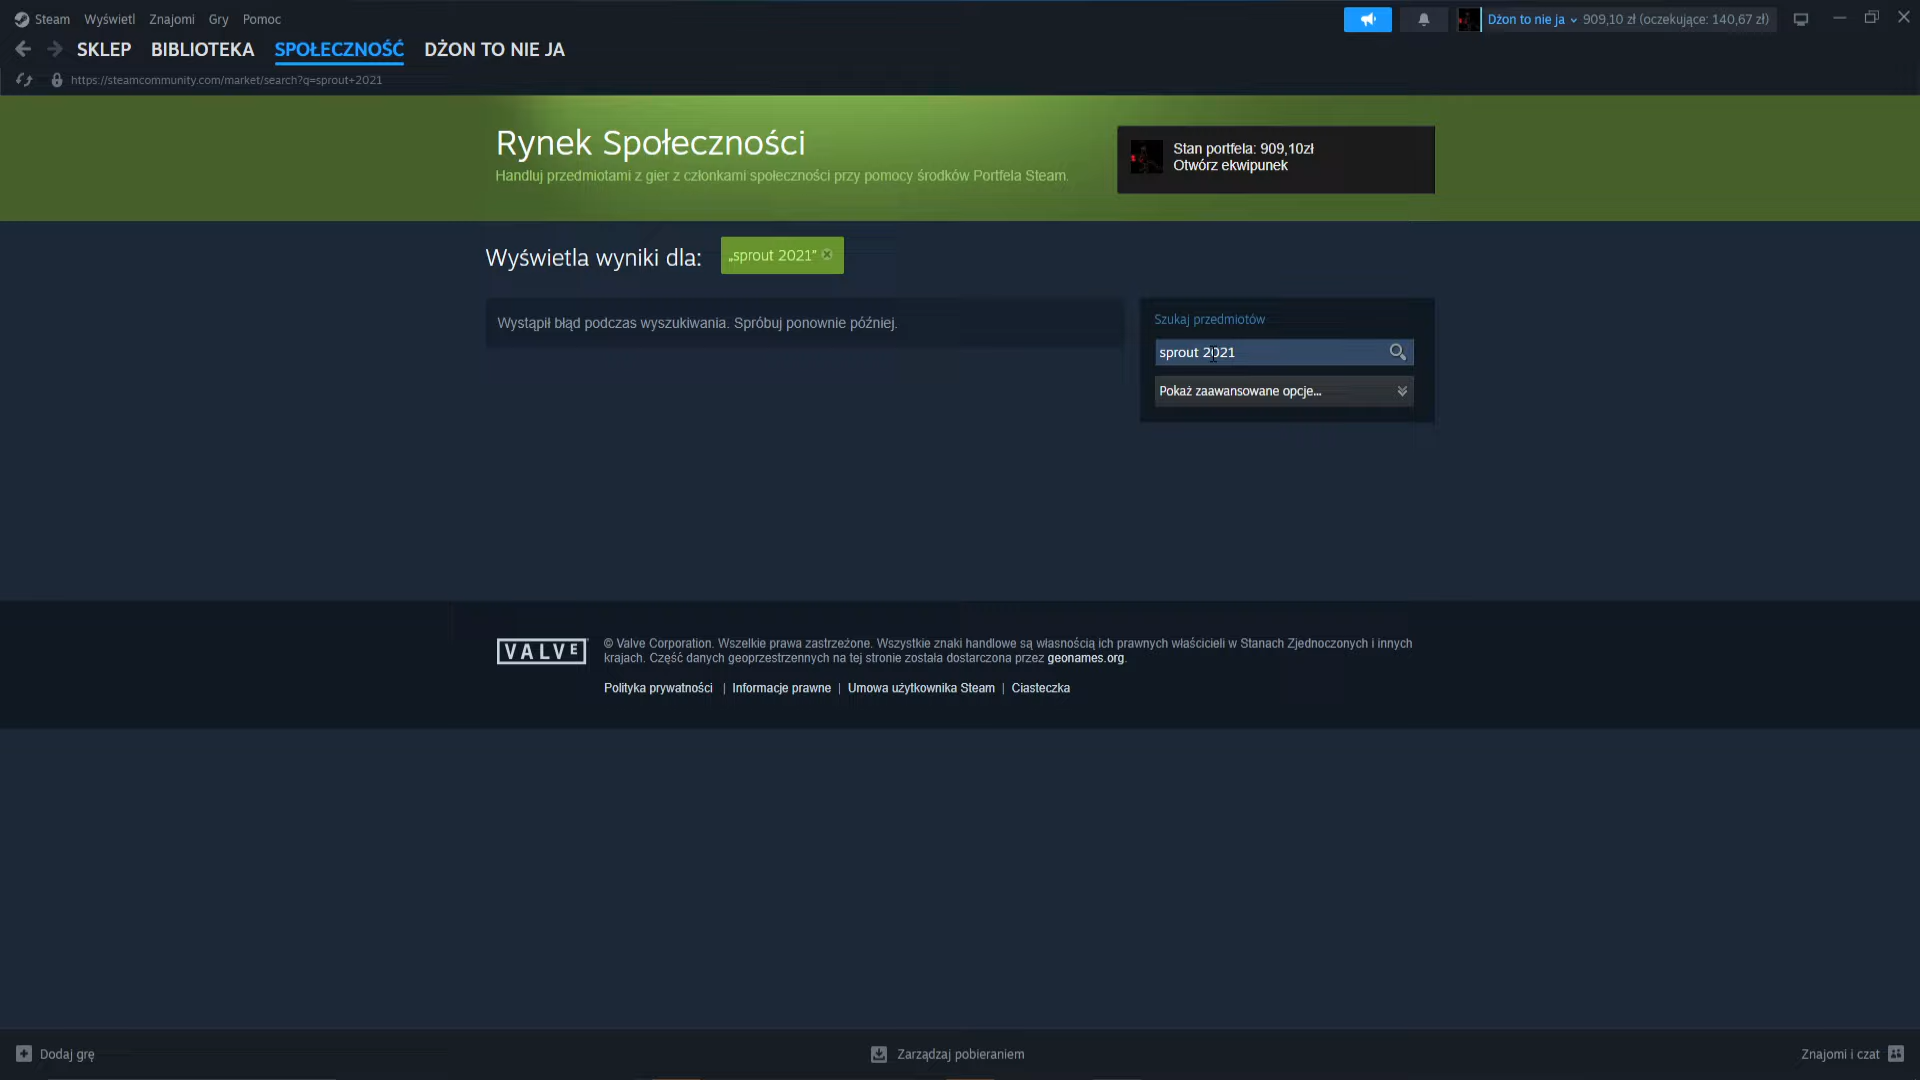 Steam Wyświetl Znajomi Gry Pomoc
Dżon to nie ja 909,10 zł (oczekujące: 140,67 zł)
SKLEP BIBLIOTEKA SPOŁECZNOŚĆ DŻON TO NIE JA
https://steamcommunity.com/market/search?q=sprout+2021
Rynek Społeczności
Handluj przedmiotami z gier z członkami społeczności przy pomocy środków Portfela Steam.
Stan portfela: 909,10zł
Otwórz ekwipunek
Wyświetla wyniki dla: „sprout 2021”
Wystąpił błąd podczas wyszukiwania. Spróbuj ponownie później.
Szukaj przedmiotów
sprout 2021
Pokaż zaawansowane opcje...
VALVE
© Valve Corporation. Wszelkie prawa zastrzeżone. Wszystkie znaki handlowe są własnością ich prawnych właścicieli w Stanach Zjednoczonych i innych
krajach. Część danych geoprzestrzennych na tej stronie została dostarczona przez geonames.org.
Polityka prywatności | Informacje prawne | Umowa użytkownika Steam | Ciasteczka
Dodaj grę
Zarządzaj pobieraniem
Znajomi i czat